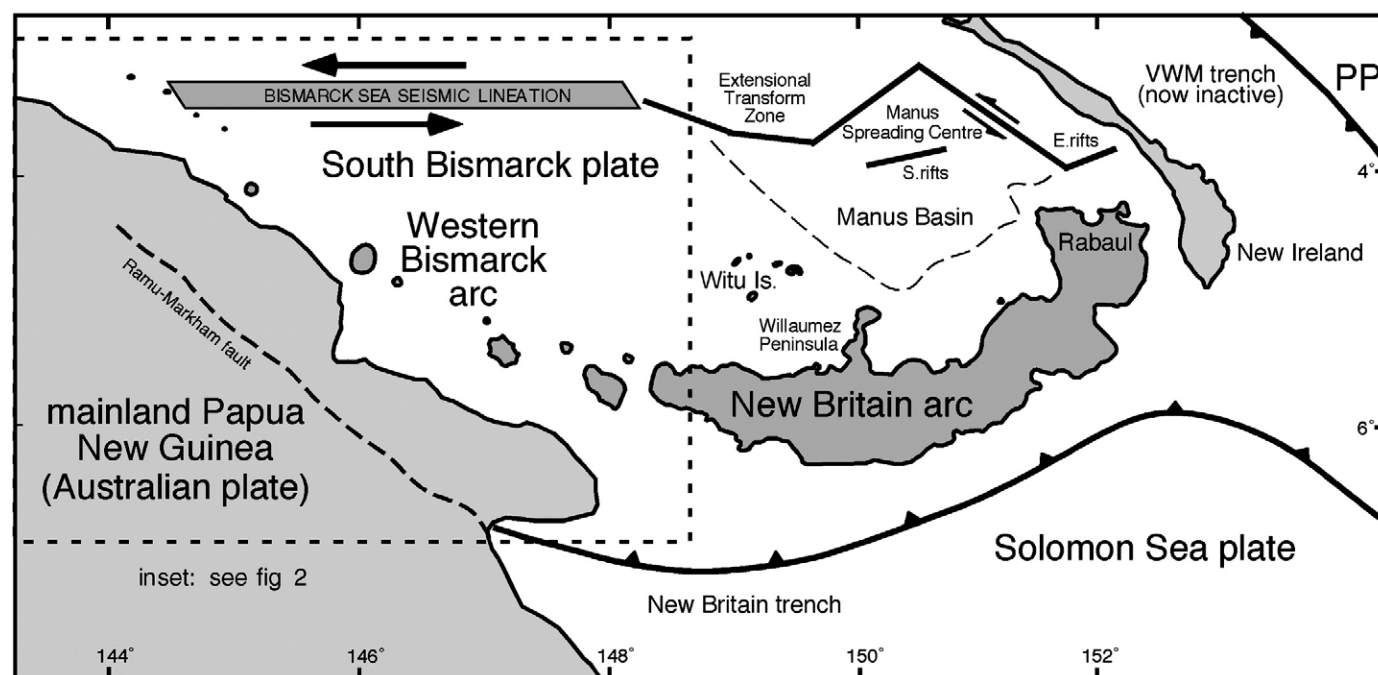 BISMARCK SEA SEISMIC LINEATION
Extensional
Transform
Zone
Manus
Spreading Centre
E.rifts
S.rifts
VWM trench
(now inactive)
PP
4°
South Bismarck plate
Manus Basin
Western
Bismarck
arc
Rabaul
New Ireland
Witu Is.
Willaumez
Peninsula
Ramu-Markham fault
New Britain arc
6°
mainland Papua
New Guinea
(Australian plate)
Solomon Sea plate
inset: see fig 2
New Britain trench
144°
146°
148°
150°
152°